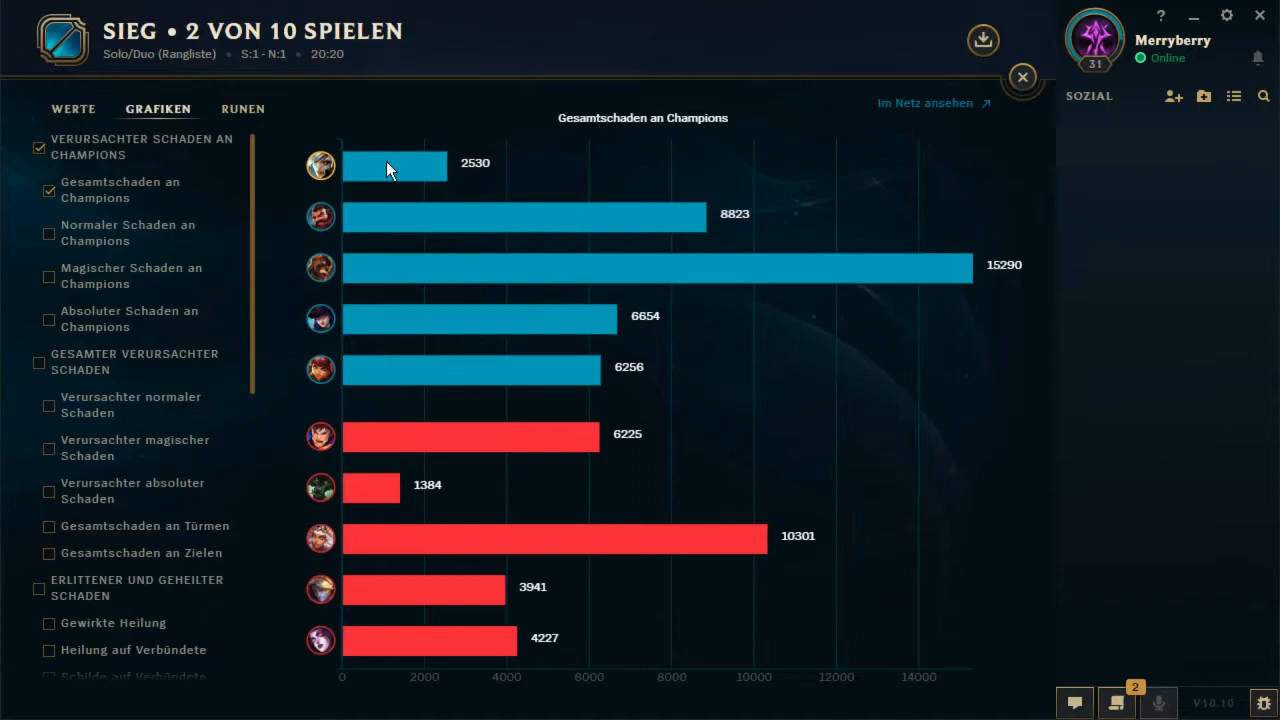 SIEG • 2 VON 10 SPIELEN
Solo/Duo (Rangliste) • S:1 - N:1 • 20:20
31
Merryberry
Online
?
SOZIAL
WERTE GRAFIKEN RUNEN
Im Netz ansehen
VERURSACHTER SCHADEN AN
CHAMPIONS
Gesamtschaden an
Champions
Normaler Schaden an
Champions
Magischer Schaden an
Champions
Absoluter Schaden an
Champions
GESAMTER VERURSACHTER
SCHADEN
Verursachter normaler
Schaden
Verursachter magischer
Schaden
Verursachter absoluter
Schaden
Gesamtschaden an Türmen
Gesamtschaden an Zielen
ERLITTENER UND GEHEILTER
SCHADEN
Gewirkte Heilung
Heilung auf Verbündete
Schilde auf Verbündete
Gesamtschaden an Champions
2530
8823
15290
6654
6256
6225
1384
10301
3941
4227
0 2000 4000 6000 8000 10000 12000 14000
2
V10.10